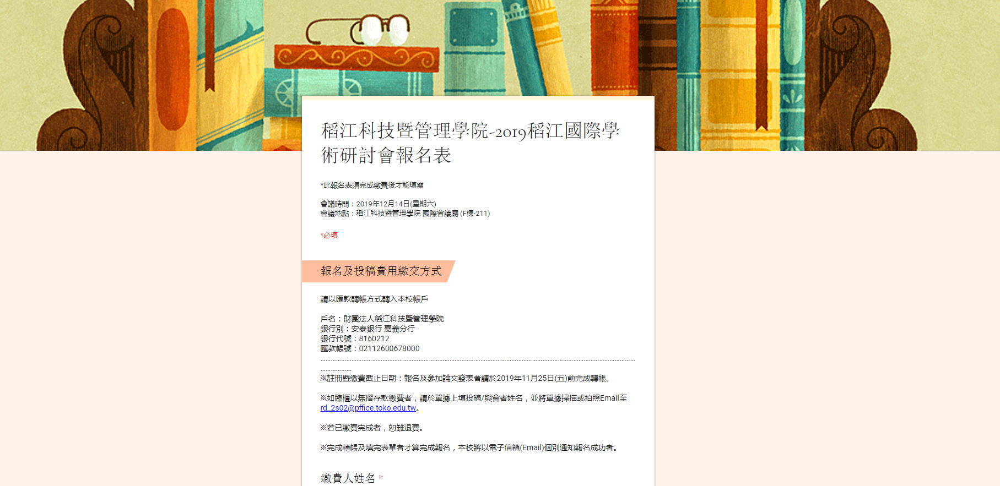 稻江科技暨管理學院-2019稻江國際學
術研討會報名表
*此報名表須完成繳費後才能填寫
會議時間：2019年12月14日(星期六)
會議地點：稻江科技暨管理學院 國際會議廳 (F棟-211)
*必填
報名及投稿費用繳交方式
請以匯款轉帳方式轉入本校帳戶
戶名：財團法人稻江科技暨管理學院
銀行別：安泰銀行 嘉義分行
銀行代號：8160212
匯款帳號：02112600678000
※註冊暨繳費截止日期：報名及參加論文發表者請於2019年11月25日(五)前完成轉帳。
※如臨櫃以無摺存款繳費者，請於單據上填投稿/與會者姓名，並將單據掃描或拍照Email至
rd_2s02@pffice.toko.edu.tw。
※若已繳費完成者，恕難退費。
※完成轉帳及填完表單者才算完成報名，本校將以電子信箱(Email)個別通知報名成功者。
繳費人姓名 *